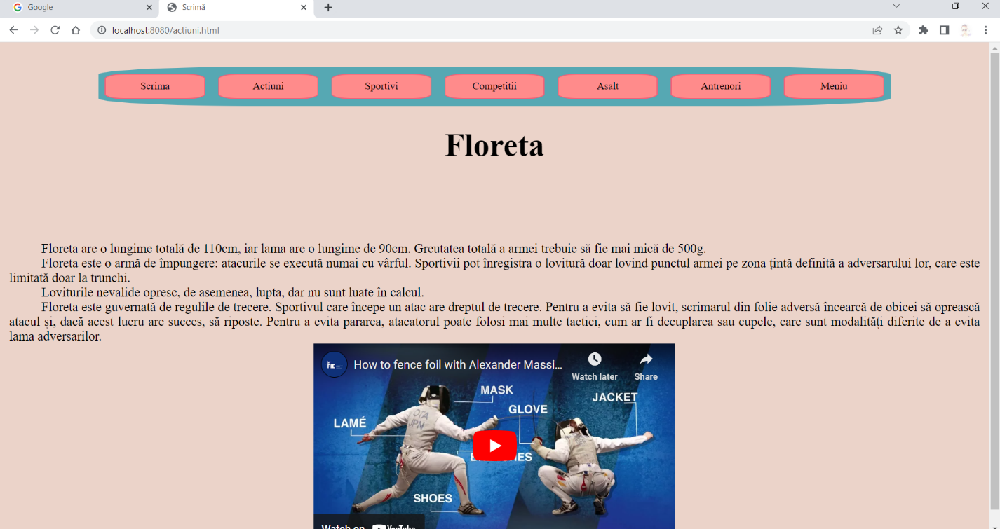 Google
Scrimă
localhost:8080/actiuni.html
Scrima
Actiuni
Sportivi
Competitii
Asalt
Antrenori
Meniu
Floreta
Floreta are o lungime totală de 110cm, iar lama are o lungime de 90cm. Greutatea totală a armei trebuie să fie mai mică de 500g.
Floreta este o armă de împungere: atacurile se execută numai cu vârful. Sportivii pot înregistra o lovitură doar lovind punctul armei pe zona țintă definită a adversarului lor, care este
limitată doar la trunchi.
Loviturile nevalide opresc, de asemenea, lupta, dar nu sunt luate în calcul.
Floreta este guvernată de regulile de trecere. Sportivul care începe un atac are dreptul de trecere. Pentru a evita să fie lovit, scrimarul din folie adversă încearcă de obicei să oprească
atacul și, dacă acest lucru are succes, să riposte. Pentru a evita pararea, atacatorul poate folosi mai multe tactici, cum ar fi decuplarea sau cupele, care sunt modalități diferite de a evita
lama adversarilor.
FIE
How to fence foil with Alexander Massi...
Watch later
Share
MASK
JACKET
GLOVE
LAMÉ
OTA
JPN
SHOES
Watch on YouTube